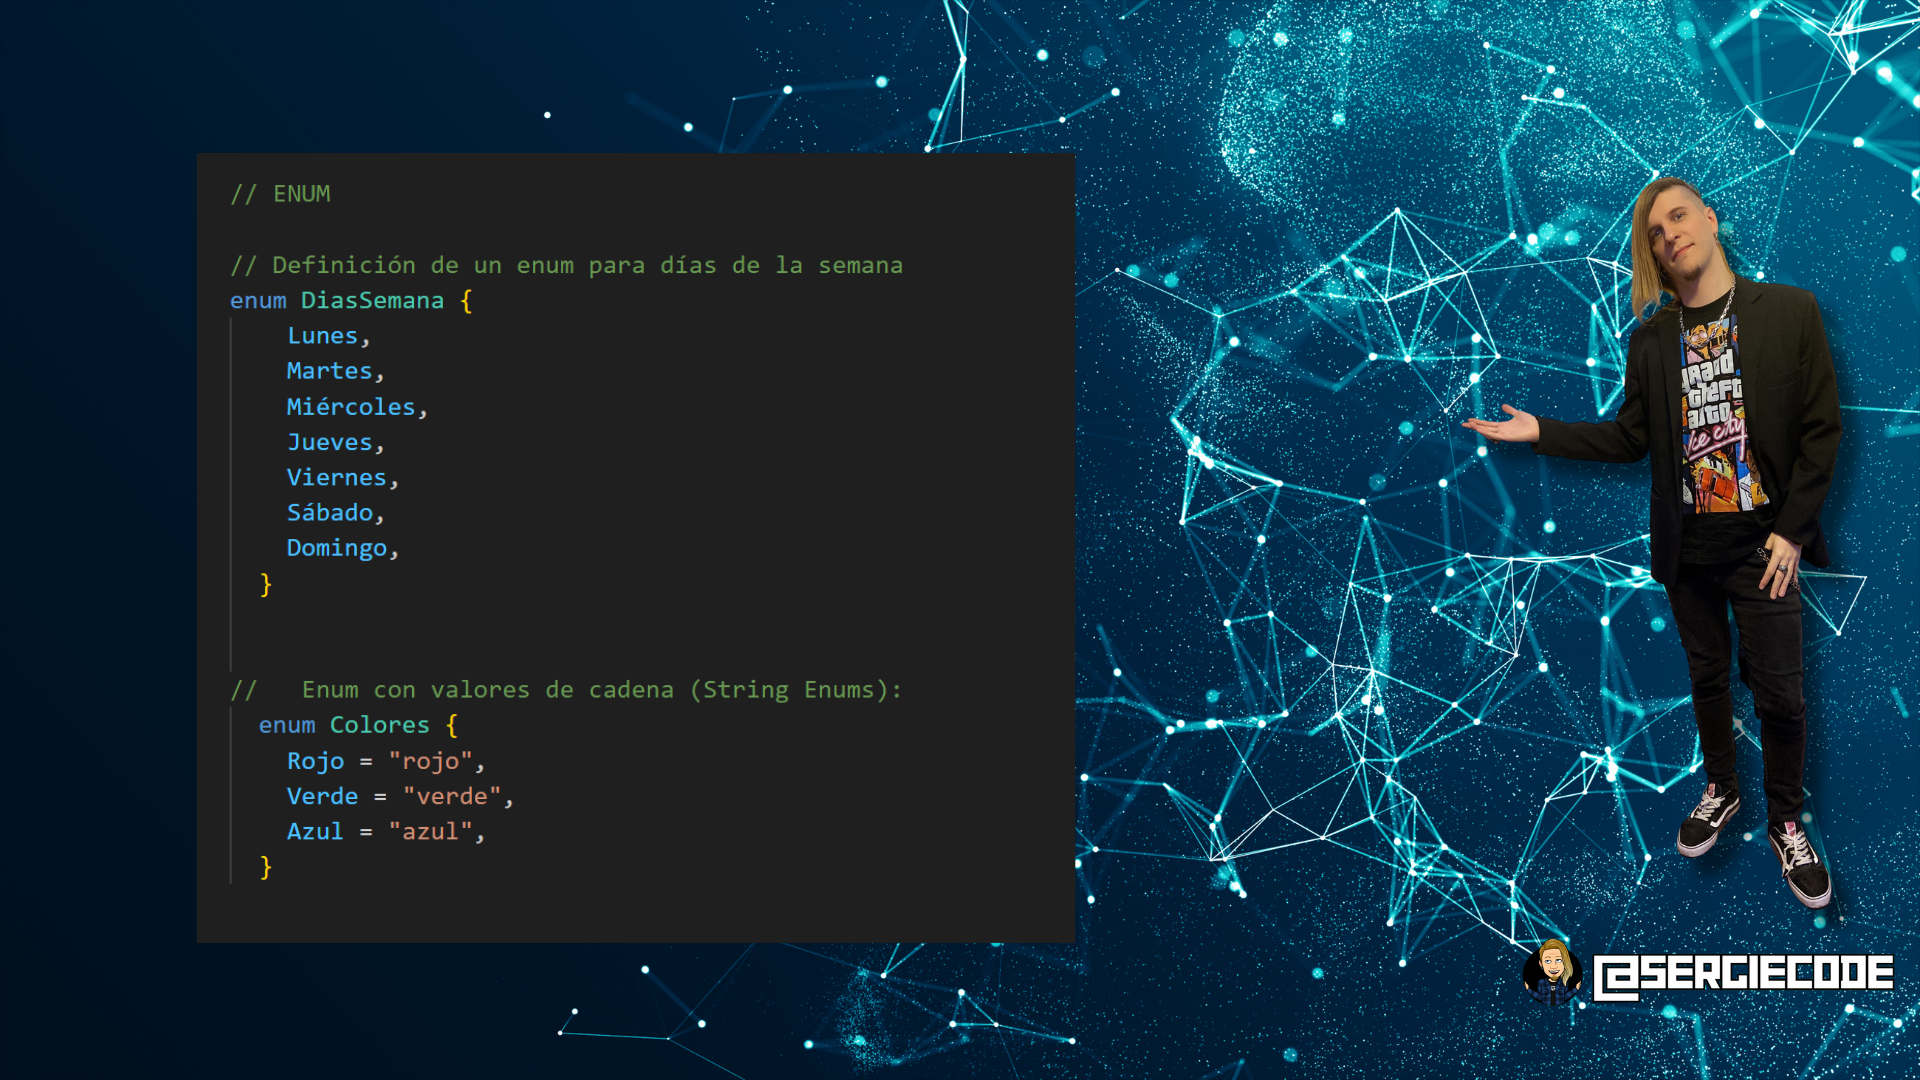 // ENUM
// Definición de un enum para días de la semana
enum DiasSemana {
Lunes,
Martes,
Miércoles,
Jueves,
Viernes,
Sábado,
Domingo,
}
//   Enum con valores de cadena (String Enums):
enum Colores {
Rojo = "rojo",
Verde = "verde",
Azul = "azul",
}
grand
theft
auto
Vice City
@SERGIECODE